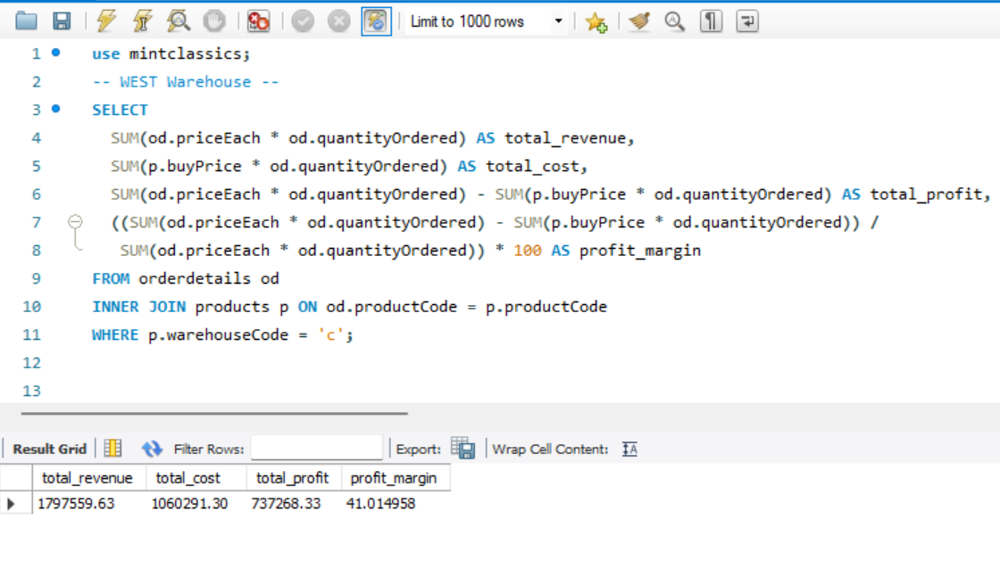 Limit to 1000 rows
1 use mintclassics;
2 -- WEST Warehouse --
3 SELECT
4 SUM(od.priceEach * od.quantityOrdered) AS total_revenue,
5 SUM(p.buyPrice * od.quantityOrdered) AS total_cost,
6 SUM(od.priceEach * od.quantityOrdered) - SUM(p.buyPrice * od.quantityOrdered) AS total_profit,
7 ((SUM(od.priceEach * od.quantityOrdered) - SUM(p.buyPrice * od.quantityOrdered)) /
8 SUM(od.priceEach * od.quantityOrdered)) * 100 AS profit_margin
9 FROM orderdetails od
10 INNER JOIN products p ON od.productCode = p.productCode
11 WHERE p.warehouseCode = 'c';
12
13
Result Grid Filter Rows: Export: Wrap Cell Content: IA
total_revenue total_cost total_profit profit_margin
1797559.63 1060291.30 737268.33 41.014958